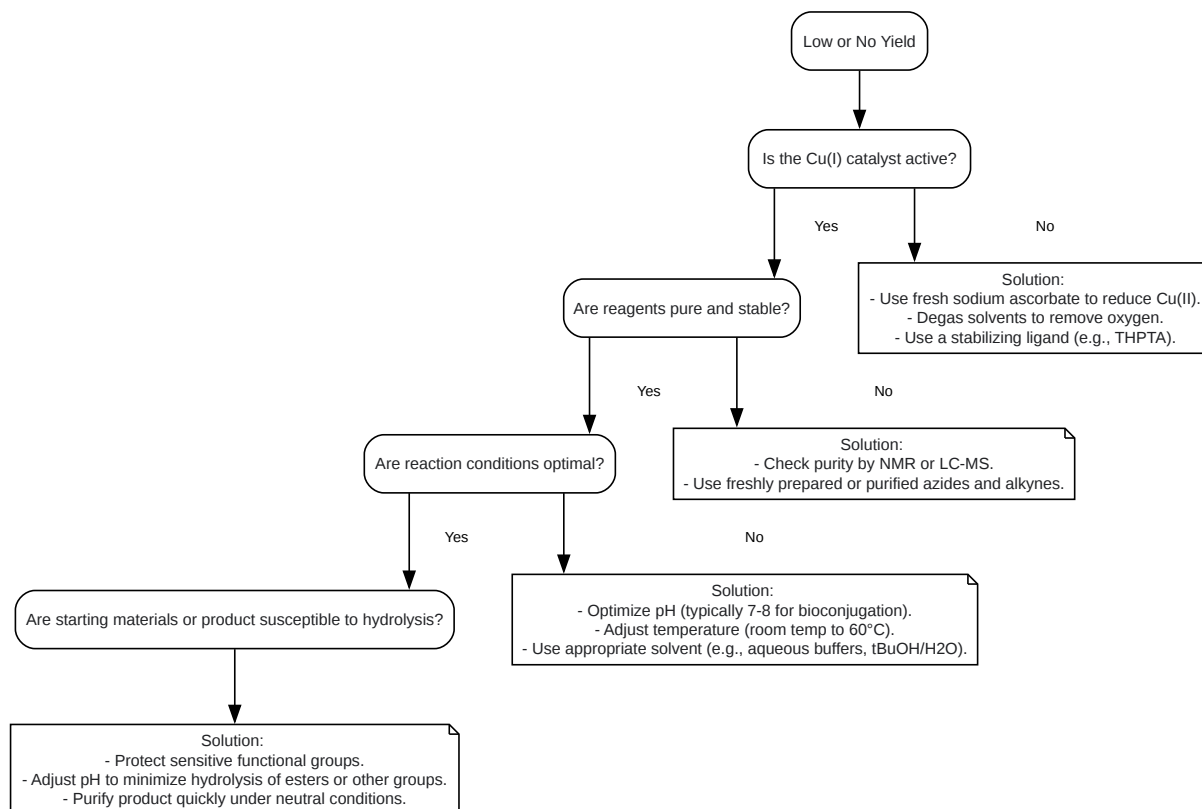 Low or No Yield
Is the Cu(I) catalyst active?
Yes
No
Solution:
- Use fresh sodium ascorbate to reduce Cu(II).
- Degas solvents to remove oxygen.
- Use a stabilizing ligand (e.g., THPTA).
Are reagents pure and stable?
Yes
No
Solution:
- Check purity by NMR or LC-MS.
- Use freshly prepared or purified azides and alkynes.
Are reaction conditions optimal?
Yes
No
Solution:
- Optimize pH (typically 7-8 for bioconjugation).
- Adjust temperature (room temp to 60°C).
- Use appropriate solvent (e.g., aqueous buffers, tBuOH/H2O).
Are starting materials or product susceptible to hydrolysis?
Solution:
- Protect sensitive functional groups.
- Adjust pH to minimize hydrolysis of esters or other groups.
- Purify product quickly under neutral conditions.